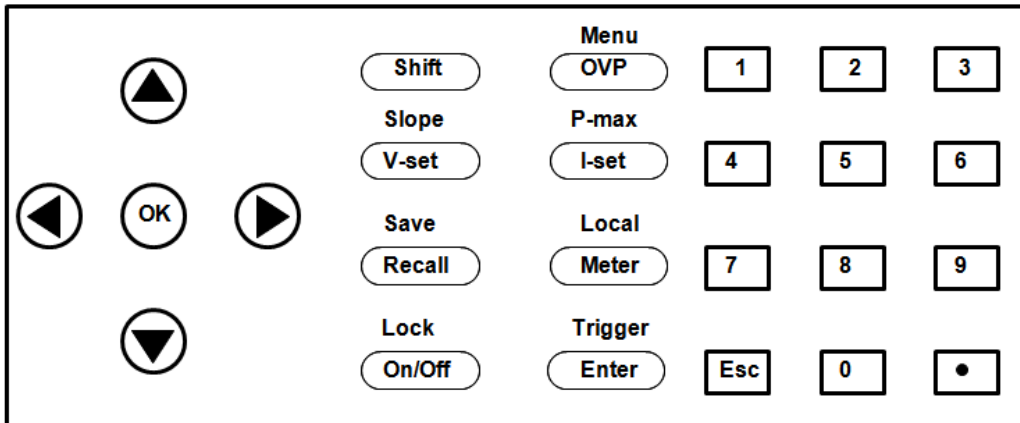 Menu
Shift OVP 1 2 3
Slope P-max
V-set I-set 4 5 6
OK
Save Local
Recall Meter 7 8 9
Lock Trigger
On/Off Enter Esc 0 •